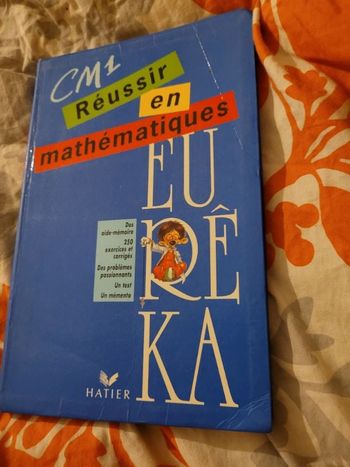 CM1
Réussir
en
mathématiques
EU
RÊ
KA
Des
aide-mémoire
250
exercices et
corrigés
Des problèmes
passionnants
Un test
Un mémento
HATIER